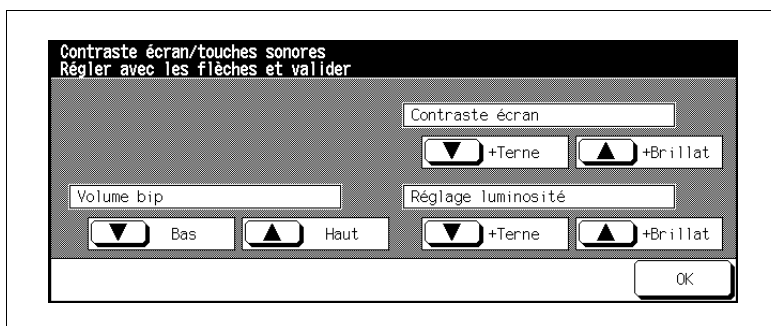 Contraste écran/touches sonores
Régler avec les flèches et valider
Contraste écran
▼ +Terne ▲ +Brillat
Volume bip
▼ Bas ▲ Haut
Réglage luminosité
▼ +Terne ▲ +Brillat
OK